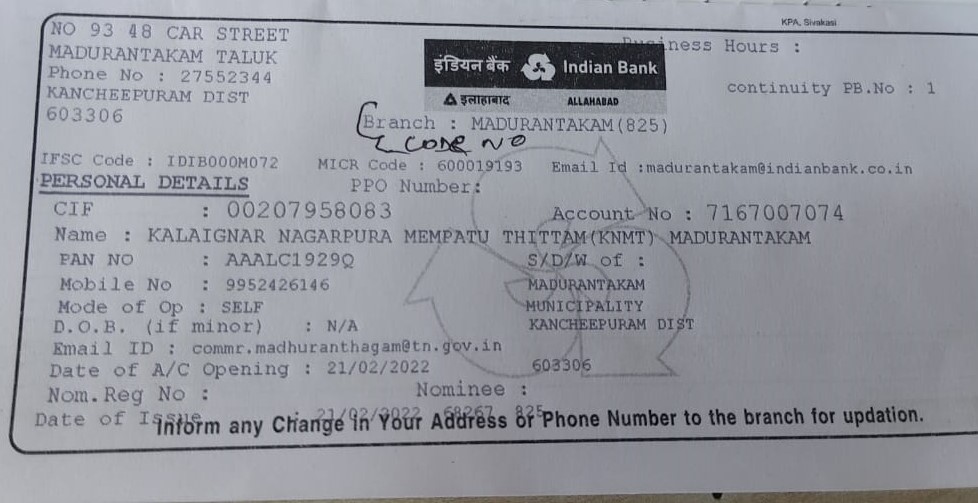 KPA, Sivakasi
NO 93 48 CAR STREET
MADURANTAKAM TALUK
Phone No : 27552344
KANCHEEPURAM DIST
603306
इंडियन बैंक Indian Bank
इलाहाबाद ALLAHABAD
Business Hours :
continuity PB.No : 1
Branch : MADURANTAKAM(825)
CODE NO
IFSC Code : IDIB000M072 MICR Code : 600019193 Email Id :madurantakam@indianbank.co.in
PERSONAL DETAILS PPO Number:
CIF : 00207958083 Account No : 7167007074
Name : KALAIGNAR NAGARPURA MEMPATU THITTAM(KNMT) MADURANTAKAM
PAN NO : AAALC1929Q S/D/W of :
Mobile No : 9952426146 MADURANTAKAM
Mode of Op : SELF MUNICIPALITY
D.O.B. (if minor) : N/A KANCHEEPURAM DIST
Email ID : commr.madhuranthagam@tn.gov.in
Date of A/C Opening : 21/02/2022 603306
Nom.Reg No : Nominee :
Date of Issue : 21/02/2022 68267 825
Inform any Change in Your Address or Phone Number to the branch for updation.